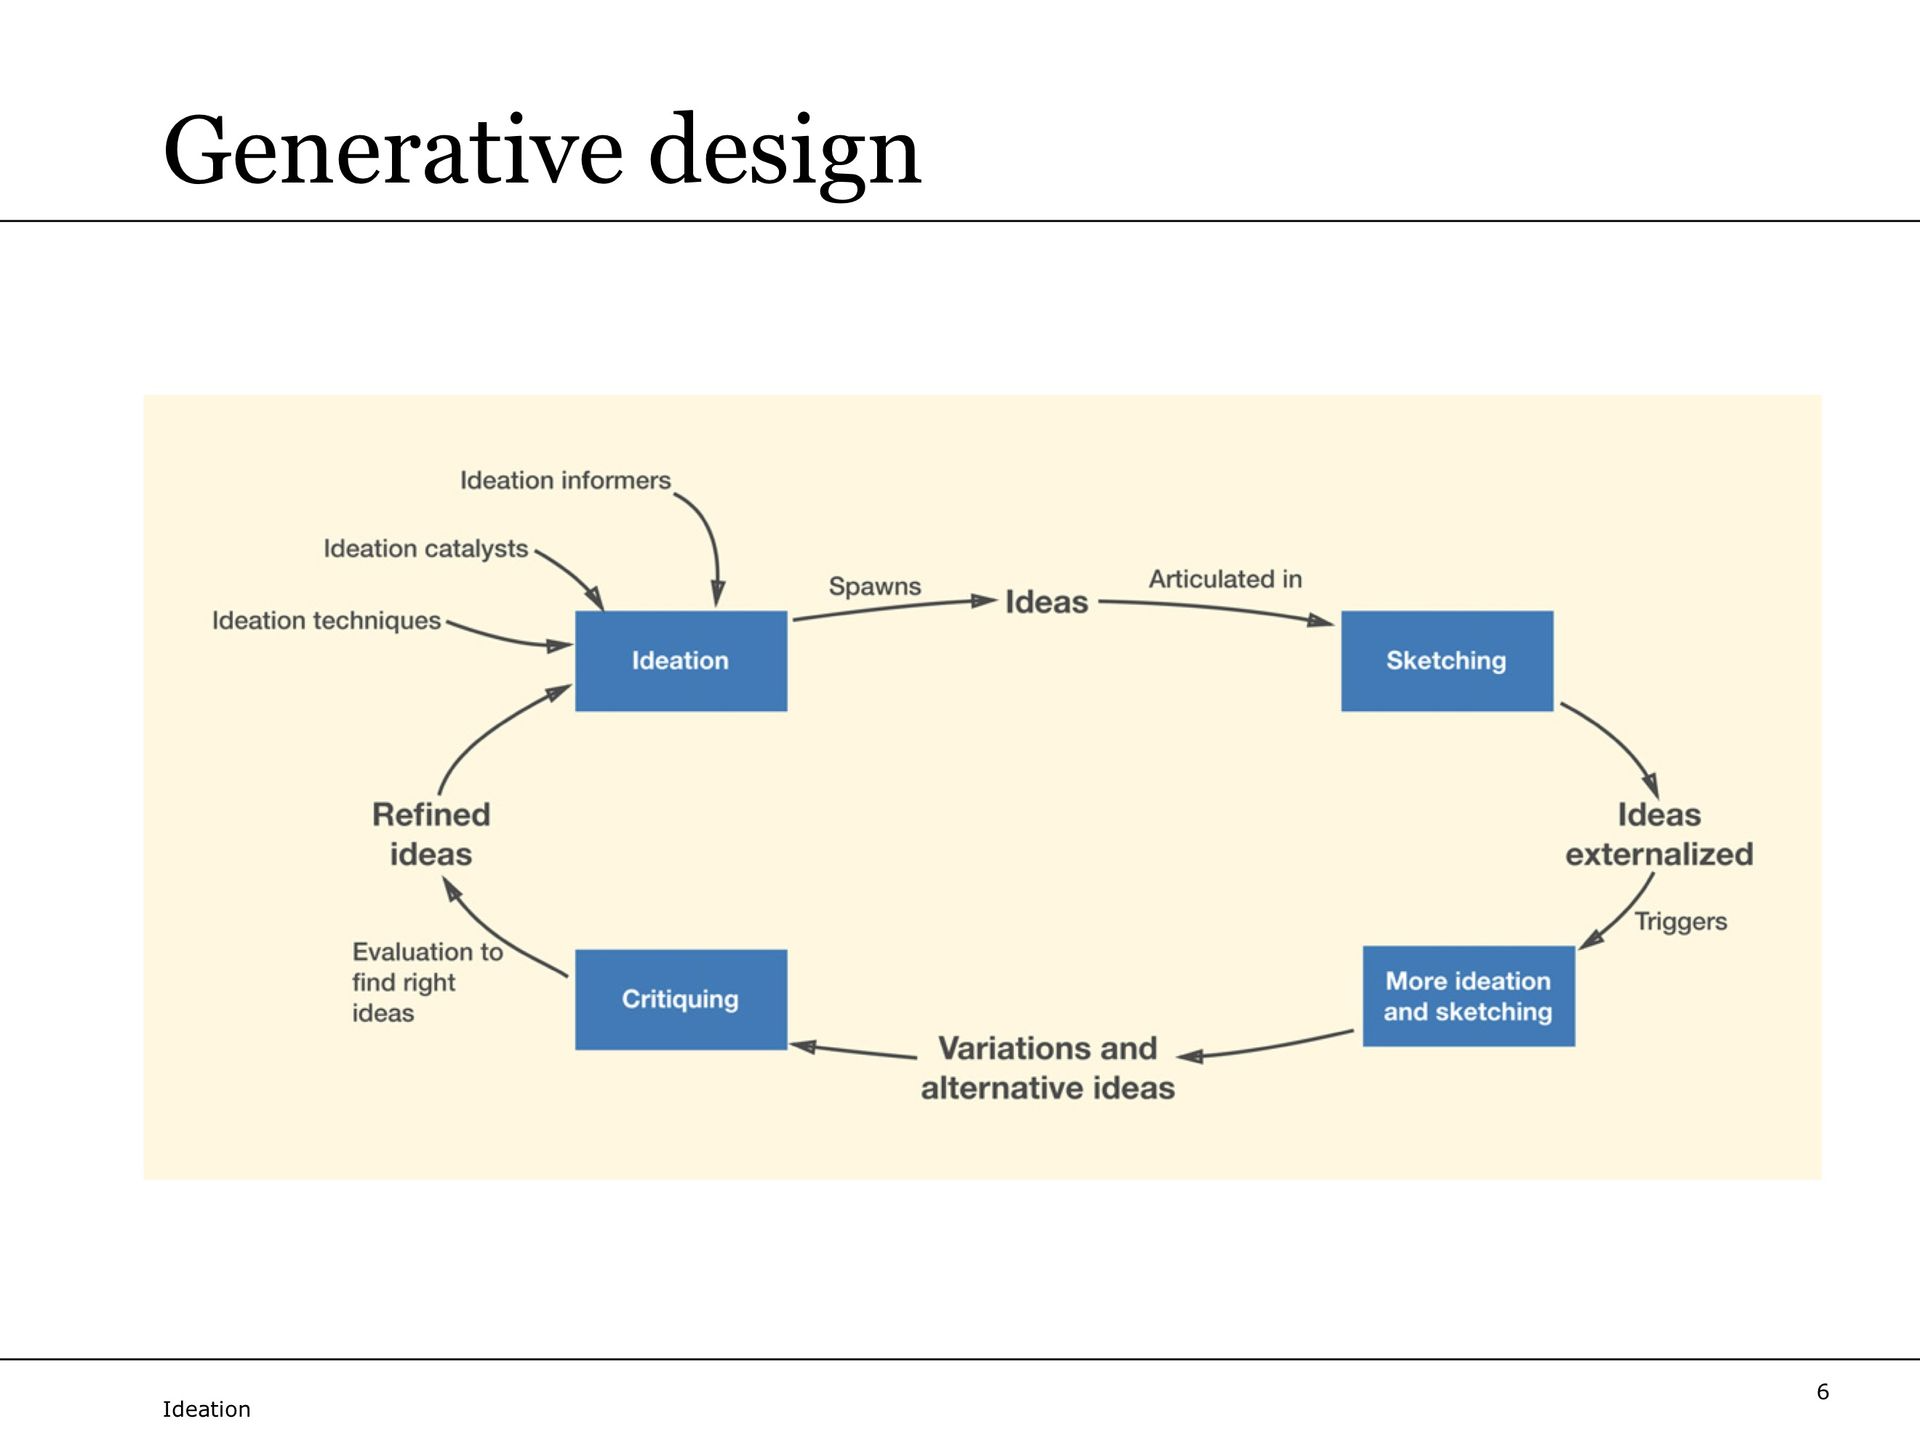 Generative design
Ideation informers
Ideation catalysts
Ideation techniques
Spawns
Ideas
Articulated in
Ideation
Sketching
Refined
ideas
Ideas
externalized
Triggers
Evaluation to
find right
ideas
Critiquing
More ideation
and sketching
Variations and
alternative ideas
Ideation
6